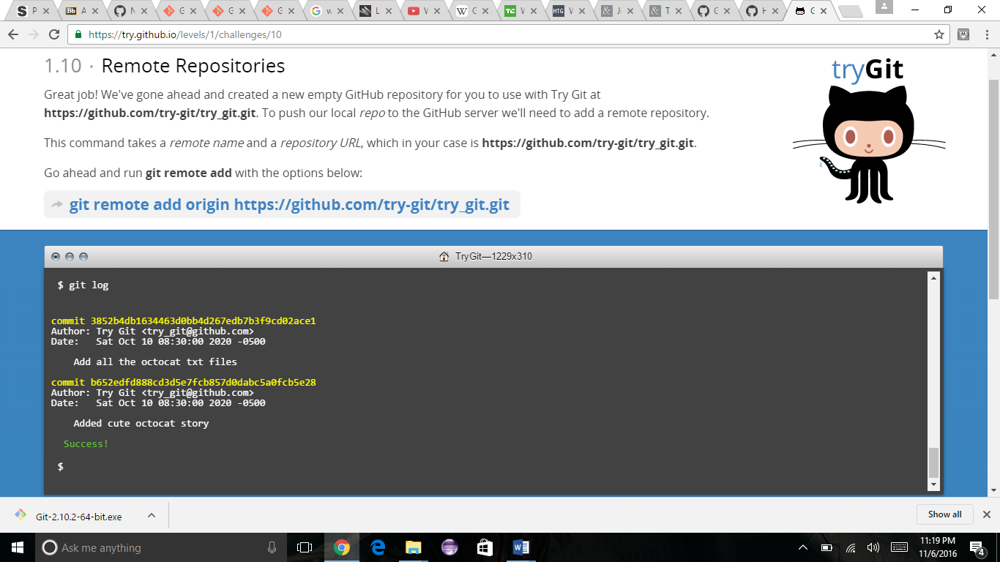 P
A
N
G
G
G
w
L
W
G
W
W
J
T
G
H
G
https://try.github.io/levels/1/challenges/10
1.10 · Remote Repositories
tryGit
Great job! We've gone ahead and created a new empty GitHub repository for you to use with Try Git at
https://github.com/try-git/try_git.git. To push our local repo to the GitHub server we'll need to add a remote repository.
This command takes a remote name and a repository URL, which in your case is https://github.com/try-git/try_git.git.
Go ahead and run git remote add with the options below:
git remote add origin https://github.com/try-git/try_git.git
TryGit—1229x310
$ git log
commit 3852b4db1634463d0bb4d267edb7b3f9cd02ace1
Author: Try Git <try_git@github.com>
Date:   Sat Oct 10 08:30:00 2020 -0500
Add all the octocat txt files
commit b652edfd888cd3d5e7fcb857d0dabc5a0fcb5e28
Author: Try Git <try_git@github.com>
Date:   Sat Oct 10 08:30:00 2020 -0500
Added cute octocat story
Success!
$
Git-2.10.2-64-bit.exe
Show all
Ask me anything
11:19 PM
11/6/2016
4